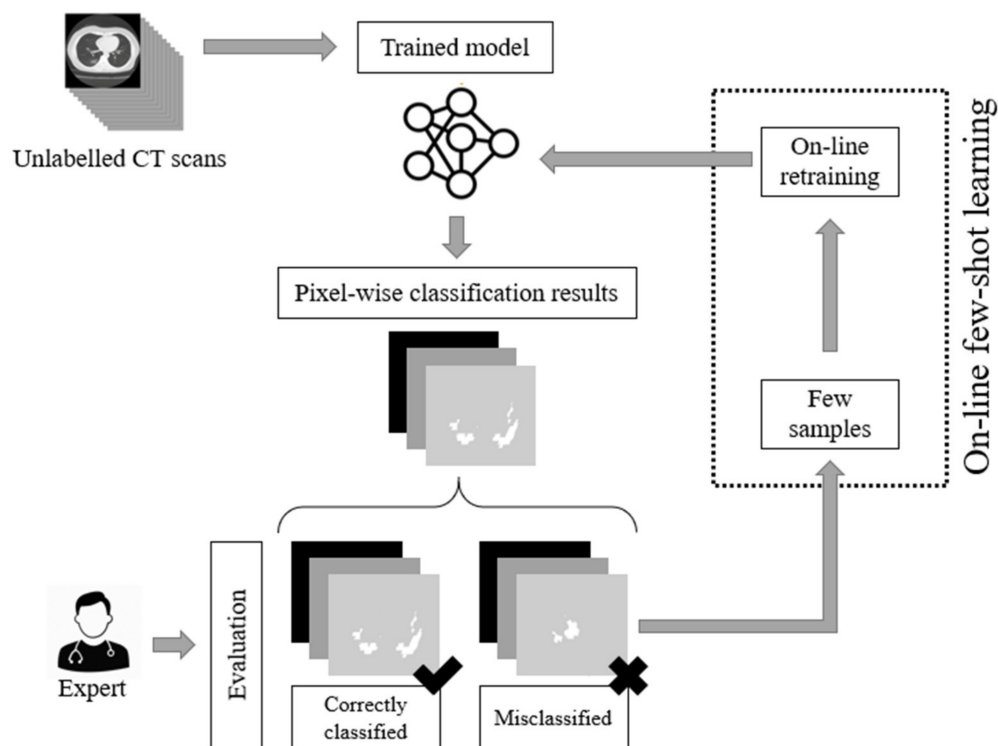 Trained model
Unlabelled CT scans
On-line
retraining
On-line few-shot learning
Pixel-wise classification results
Few
samples
Evaluation
Expert
Correctly
classified
Misclassified